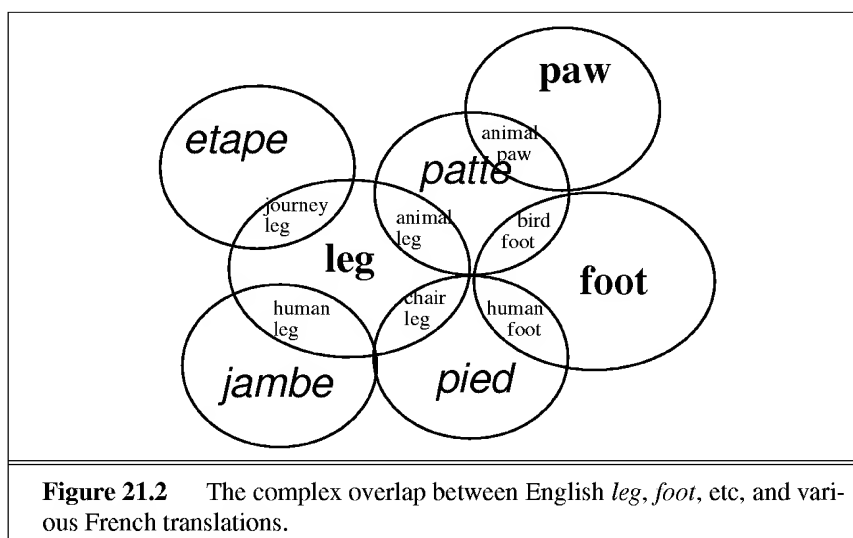 paw
etape
animal
paw
patte
journey
leg
animal
leg
bird
foot
leg
foot
human
leg
chair
leg
human
foot
jambe
pied
Figure 21.2 The complex overlap between English leg, foot, etc, and vari-
ous French translations.